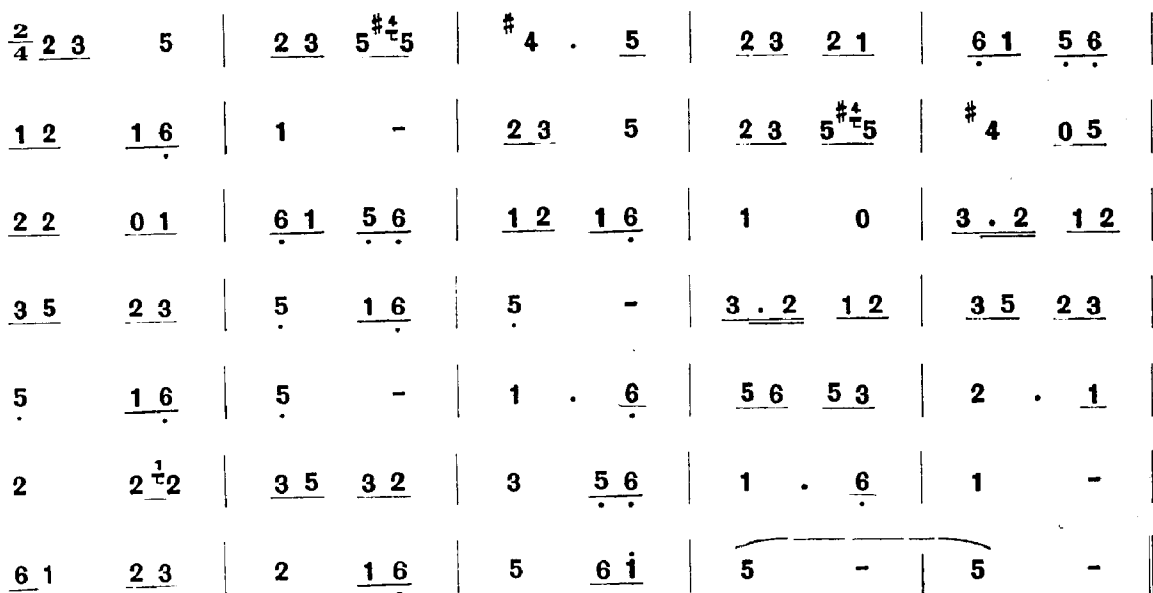 2/4 2 3 5 | 2 3 5 #4 5 | #4 . 5 | 2 3 2 1 | 6̣ 1 5̣ 6̣ |
1 2 1 6̣ | 1 - | 2 3 5 | 2 3 5 #4 5 | #4 0 5 |
2 2 0 1 | 6̣ 1 5̣ 6̣ | 1 2 1 6̣ | 1 0 | 3 . 2 1 2 |
3 5 2 3 | 5̣ 1 6̣ | 5̣ - | 3 . 2 1 2 | 3 5 2 3 |
5̣ 1 6̣ | 5̣ - | 1 . 6̣ | 5 6 5 3 | 2 . 1 |
2 2 1 2 | 3 5 3 2 | 3 5̣ 6̣ | 1 . 6̣ | 1 - |
6 1 2 3 | 2 1 6̣ | 5 6 1̇ | 5 - | 5 - ‖